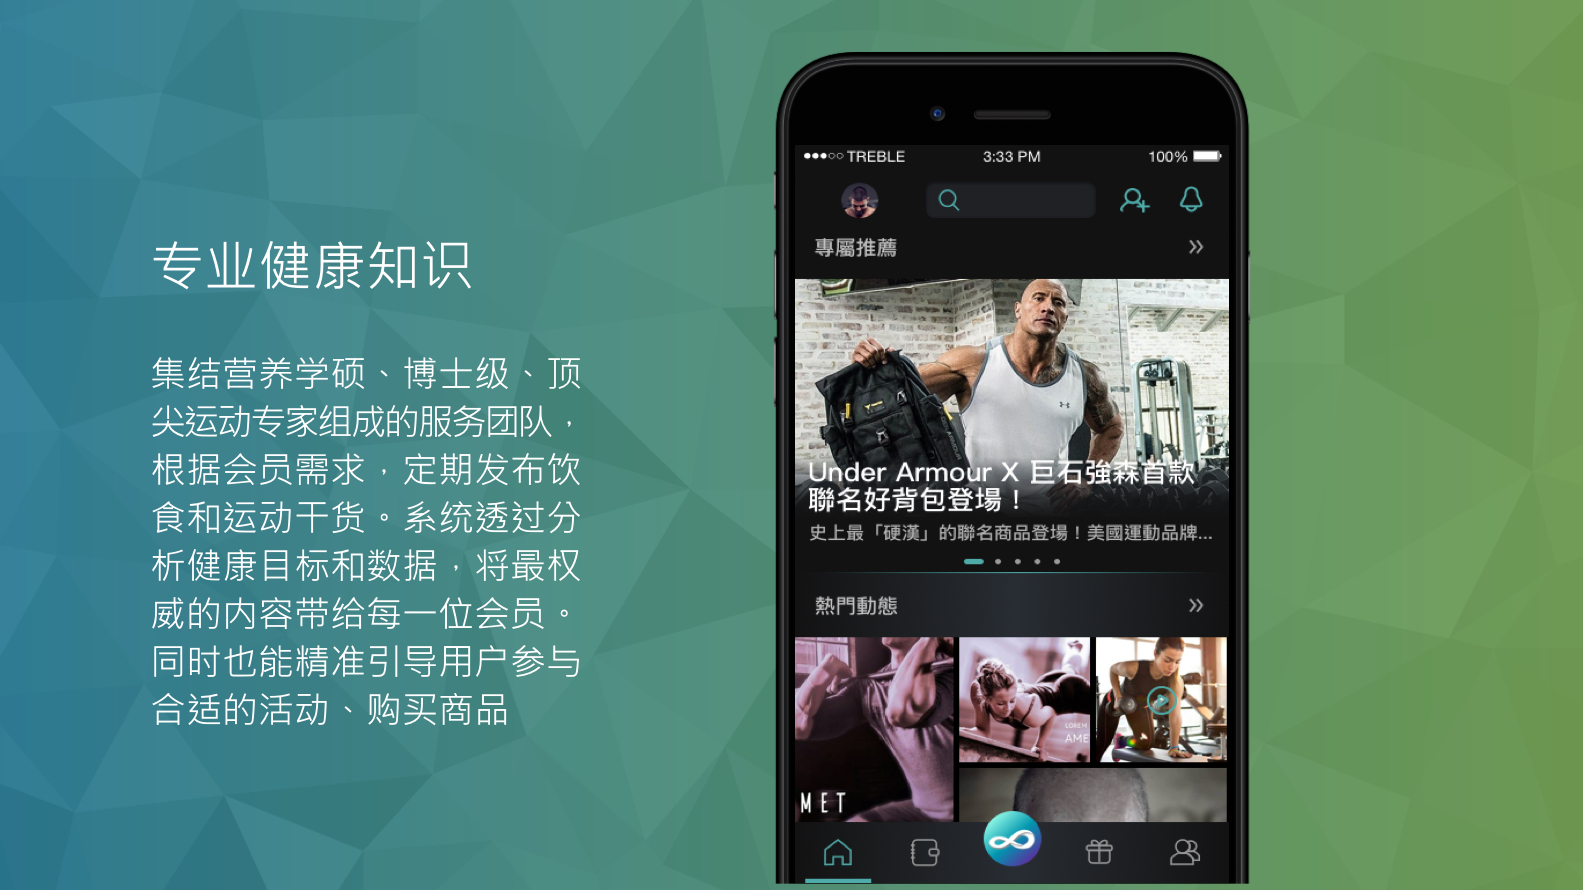 专业健康知识
集结营养学硕、博士级、顶
尖运动专家组成的服务团队，
根据会员需求，定期发布饮
食和运动干货。系统透过分
析健康目标和数据，将最权
威的内容带给每一位会员。
同时也能精准引导用户参与
合适的活动、购买商品
TREBLE 3:33 PM 100%
專屬推薦
Under Armour X 巨石強森首款
聯名好背包登場！
史上最「硬漢」的聯名商品登場！美國運動品牌...
熱門動態
LOREM
AME
MET